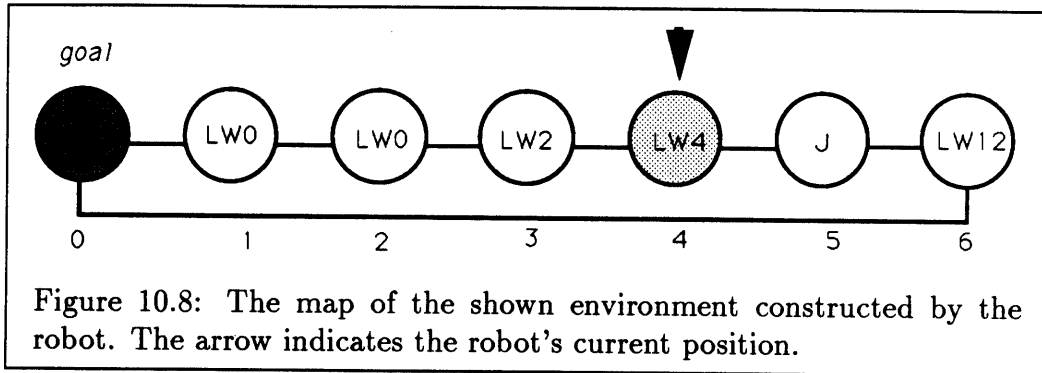 goal
LW0 LW0 LW2 LW4 J LW12
0 1 2 3 4 5 6
Figure 10.8: The map of the shown environment constructed by the
robot. The arrow indicates the robot's current position.